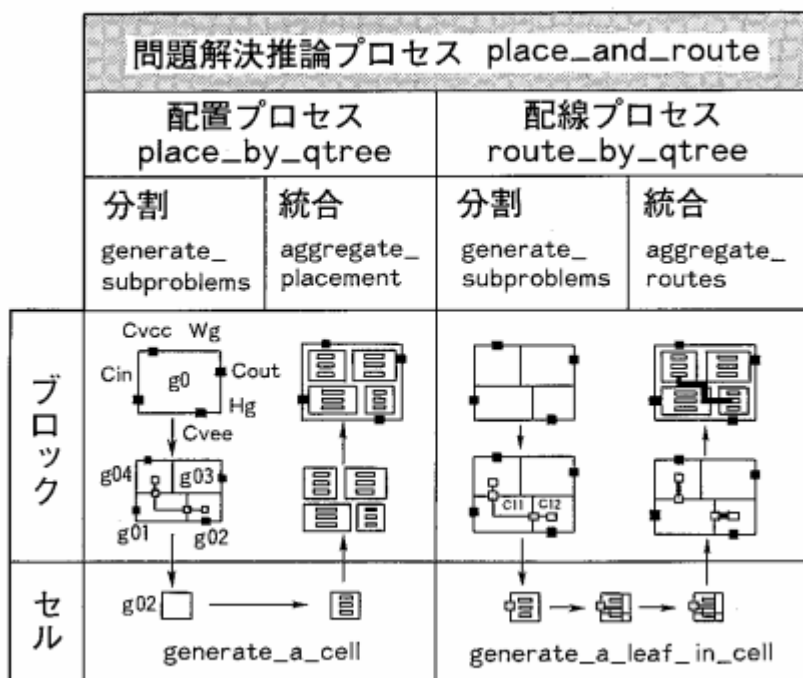 問題解決推論プロセス place_and_route
配置プロセス
place_by_qtree
配線プロセス
route_by_qtree
分割
generate_
subproblems
統合
aggregate_
placement
分割
generate_
subproblems
統合
aggregate_
routes
ブロック
Cvcc Wg
Cin
g0
Cout
Hg
Cvee
g04
g03
g01
g02
C11
C12
セル
g02
generate_a_cell
generate_a_leaf_in_cell